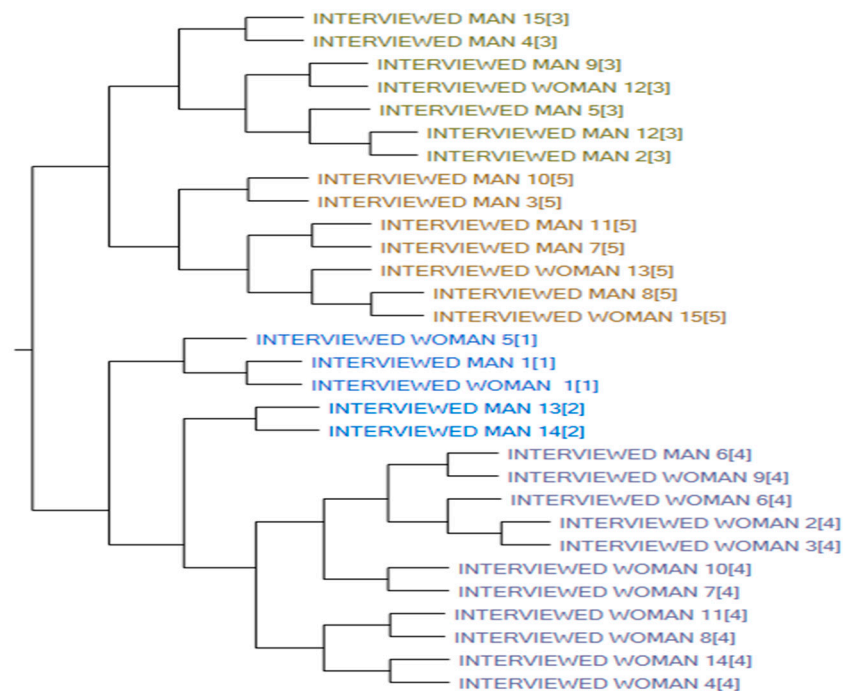 INTERVIEWED MAN 15[3]
INTERVIEWED MAN 4[3]
INTERVIEWED MAN 9[3]
INTERVIEWED WOMAN 12[3]
INTERVIEWED MAN 5[3]
INTERVIEWED MAN 12[3]
INTERVIEWED MAN 2[3]
INTERVIEWED MAN 10[5]
INTERVIEWED MAN 3[5]
INTERVIEWED MAN 11[5]
INTERVIEWED MAN 7[5]
INTERVIEWED WOMAN 13[5]
INTERVIEWED MAN 8[5]
INTERVIEWED WOMAN 15[5]
INTERVIEWED WOMAN 5[1]
INTERVIEWED MAN 1[1]
INTERVIEWED WOMAN 1[1]
INTERVIEWED MAN 13[2]
INTERVIEWED MAN 14[2]
INTERVIEWED MAN 6[4]
INTERVIEWED WOMAN 9[4]
INTERVIEWED WOMAN 6[4]
INTERVIEWED WOMAN 2[4]
INTERVIEWED WOMAN 3[4]
INTERVIEWED WOMAN 10[4]
INTERVIEWED WOMAN 7[4]
INTERVIEWED WOMAN 11[4]
INTERVIEWED WOMAN 8[4]
INTERVIEWED WOMAN 14[4]
INTERVIEWED WOMAN 4[4]